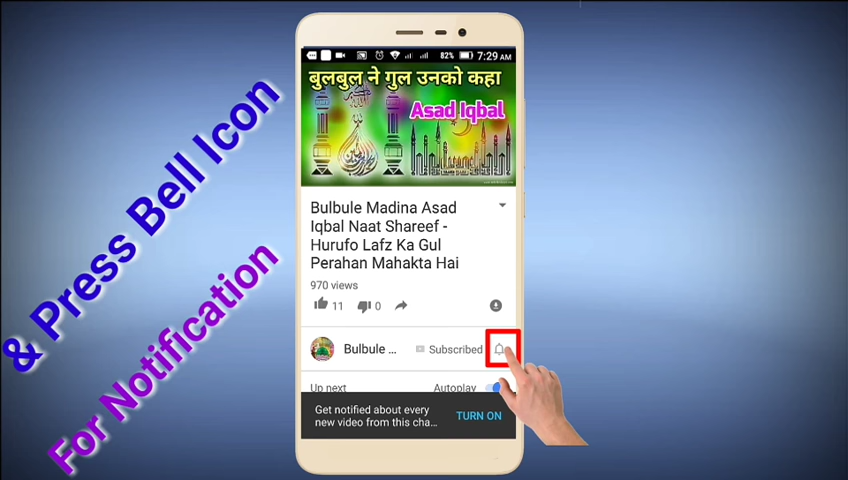 & Press Bell Icon
For Notification
82% 7:29 AM
बुलबुल ने गुल उनको कहा
Asad Iqbal
Bulbule Madina Asad
Iqbal Naat Shareef -
Hurufo Lafz Ka Gul
Perahan Mahakta Hai
970 views
11 0
Bulbule ... Subscribed
Up next Autoplay
Get notified about every
new video from this cha... TURN ON